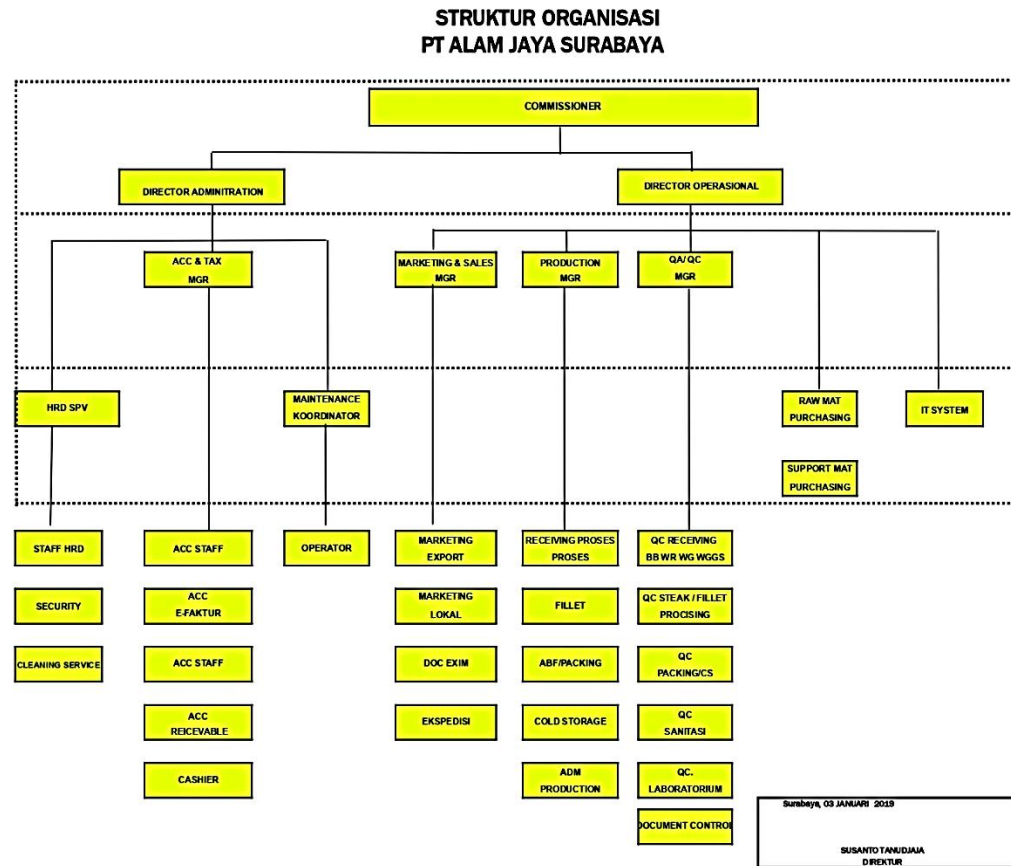 STRUKTUR ORGANISASI
PT ALAM JAYA SURABAYA
COMMISSIONER
DIRECTOR ADMINITRATION
DIRECTOR OPERASIONAL
ACC & TAX
MGR
MARKETING & SALES
MGR
PRODUCTION
MGR
QA/ QC
MGR
HRD SPV
MAINTENANCE
KOORDINATOR
RAW MAT
PURCHASING
IT SYSTEM
SUPPORT MAT
PURCHASING
STAFF HRD
ACC STAFF
OPERATOR
MARKETING
EXPORT
RECEIVING PROSES
PROSES
QC RECEIVING
BB WR WG WGGS
SECURITY
ACC
E-FAKTUR
MARKETING
LOKAL
FILLET
QC STEAK / FILLET
PROCISING
CLEANING SERVICE
ACC STAFF
DOC EXIM
ABF/PACKING
QC
PACKING/CS
ACC
REICEVABLE
EKSPEDISI
COLD STORAGE
QC
SANITASI
CASHIER
ADM
PRODUCTION
QC.
LABORATORIUM
DOCUMENT CONTROL
Surabaya, 03 JANUARI 2019
SUSANTO TANUDJAJA
DIREKTUR